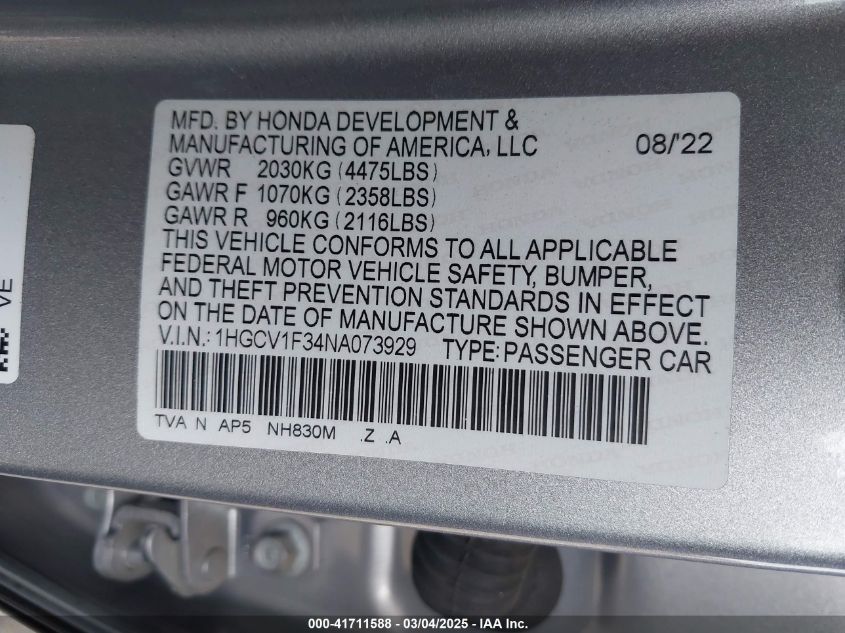 MFD. BY HONDA DEVELOPMENT &
MANUFACTURING OF AMERICA, LLC 08/'22
GVWR 2030KG (4475LBS)
GAWR F 1070KG (2358LBS)
GAWR R 960KG (2116LBS)
THIS VEHICLE CONFORMS TO ALL APPLICABLE
FEDERAL MOTOR VEHICLE SAFETY, BUMPER,
AND THEFT PREVENTION STANDARDS IN EFFECT
ON THE DATE OF MANUFACTURE SHOWN ABOVE.
V.I.N.: 1HGCV1F34NA073929 TYPE: PASSENGER CAR
TVA N AP5 NH830M .Z .A
VE
000-41711588 - 03/04/2025 - IAA Inc.